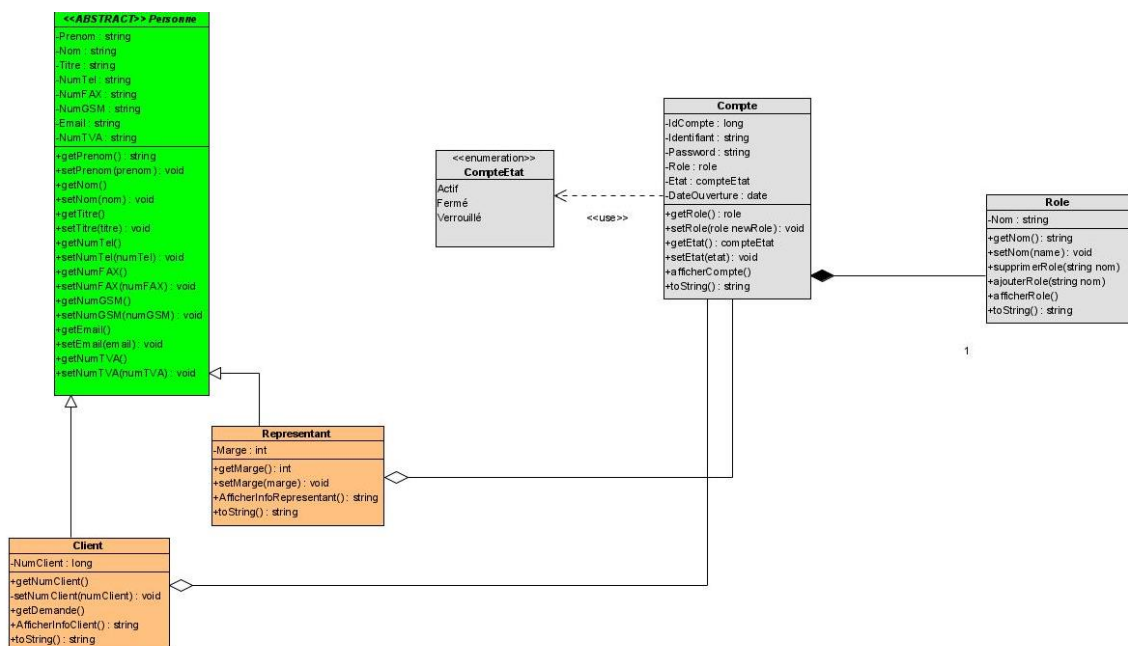 <<ABSTRACT>> Personne
-Prenom : string
-Nom : string
-Titre : string
-NumTel : string
-NumFAX : string
-NumGSM : string
-Email : string
-NumTVA : string
+getPrenom() : string
+setPrenom(prenom) : void
+getNom()
+setNom(nom) : void
+getTitre()
+setTitre(titre) : void
+getNumTel()
+setNumTel(numTel) : void
+getNumFAX()
+setNumFAX(numFAX) : void
+getNumGSM()
+setNumGSM(numGSM) : void
+getEmail()
+setEmail(email) : void
+getNumTVA()
+setNumTVA(numTVA) : void
<<enumeration>>
CompteEtat
Actif
Fermé
Verrouillé
<<use>>
Compte
-IdCompte : long
-Identifiant : string
-Password : string
-Role : role
-Etat : compteEtat
-DateOuverture : date
+getRole() : role
+setRole(role newRole) : void
+getEtat() : compteEtat
+setEtat(etat) : void
+afficherCompte()
+toString() : string
Role
-Nom : string
+getNom() : string
+setNom(name) : void
+supprimerRole(string nom)
+ajouterRole(string nom)
+afficherRole()
+toString() : string
1
Representant
-Marge : int
+getMarge() : int
+setMarge(marge) : void
+AfficherInfoRepresentant() : string
+toString() : string
Client
-NumClient : long
+getNumClient()
-setNumClient(numClient) : void
+getDemande()
+AfficherInfoClient() : string
+toString() : string